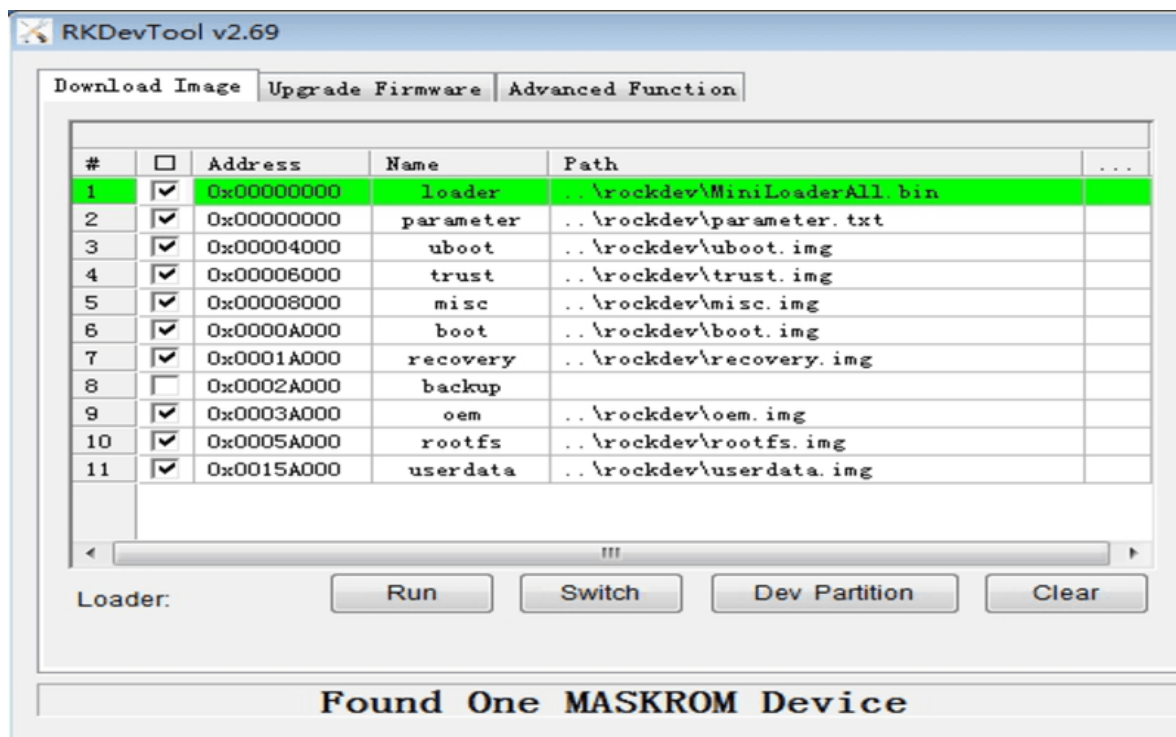 RKDevTool v2.69
Download Image Upgrade Firmware Advanced Function
# Address Name Path ...
1 0x00000000 loader ..\rockdev\MiniLoaderAll.bin
2 0x00000000 parameter ..\rockdev\parameter.txt
3 0x00004000 uboot ..\rockdev\uboot.img
4 0x00006000 trust ..\rockdev\trust.img
5 0x00008000 misc ..\rockdev\misc.img
6 0x0000A000 boot ..\rockdev\boot.img
7 0x0001A000 recovery ..\rockdev\recovery.img
8 0x0002A000 backup
9 0x0003A000 oem ..\rockdev\oem.img
10 0x0005A000 rootfs ..\rockdev\rootfs.img
11 0x0015A000 userdata ..\rockdev\userdata.img
Loader: Run Switch Dev Partition Clear
Found One MASKROM Device